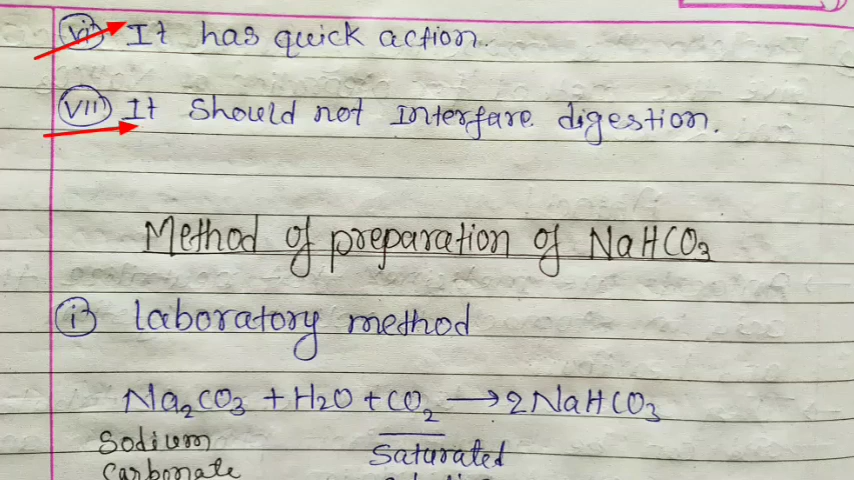 (vi) It has quick action.
(vii) It should not interfare digestion.
Method of preparation of NaHCO₃
(i) laboratory method
Na₂CO₃ + H₂O + CO₂ → 2NaHCO₃
Sodium Saturated
Carbonate